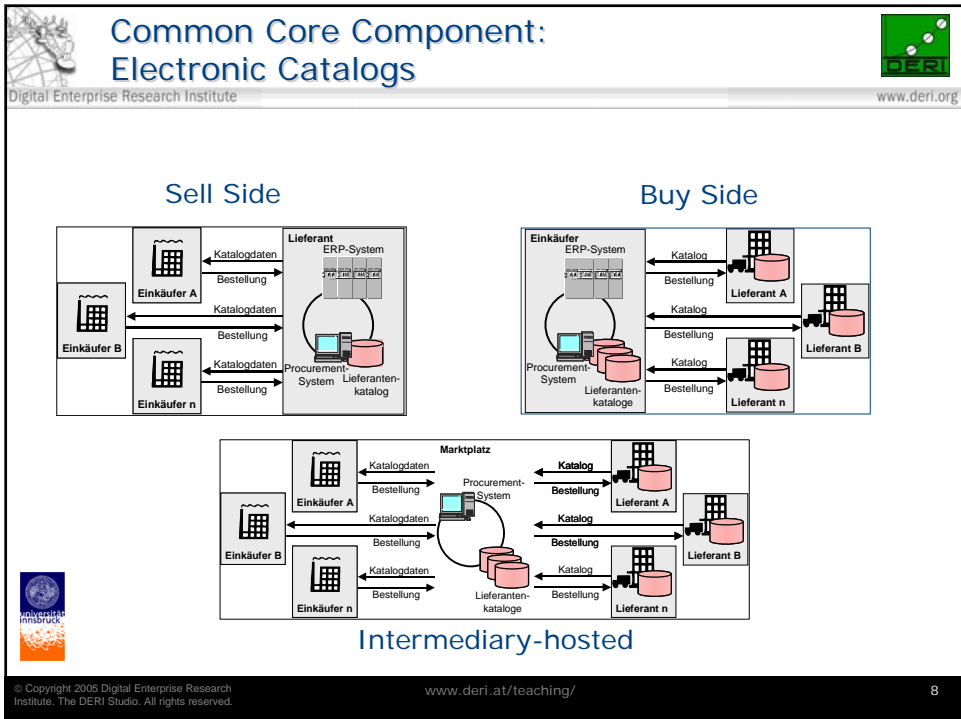 Common Core Component:
Electronic Catalogs
DERI
Digital Enterprise Research Institute
www.deri.org
Sell Side
Einkäufer A
Einkäufer B
Einkäufer n
Katalogdaten
Bestellung
Katalogdaten
Bestellung
Katalogdaten
Bestellung
Lieferant
ERP-System
Procurement-
System
Lieferanten-
katalog
Buy Side
Einkäufer
ERP-System
Procurement-
System
Lieferanten-
kataloge
Katalog
Bestellung
Katalog
Bestellung
Katalog
Bestellung
Lieferant A
Lieferant B
Lieferant n
Marktplatz
Einkäufer A
Einkäufer B
Einkäufer n
Katalogdaten
Bestellung
Katalogdaten
Bestellung
Katalogdaten
Bestellung
Procurement-
System
Lieferanten-
kataloge
Katalog
Bestellung
Katalog
Bestellung
Katalog
Bestellung
Lieferant A
Lieferant B
Lieferant n
Intermediary-hosted
universität
innsbruck
© Copyright 2005 Digital Enterprise Research
Institute. The DERI Studio. All rights reserved.
www.deri.at/teaching/
8